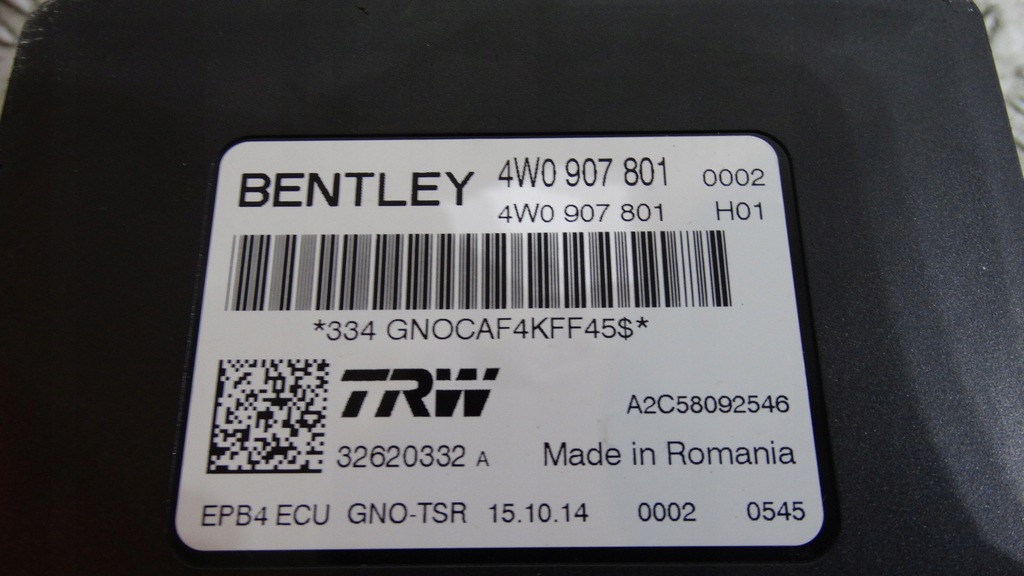 BENTLEY 4W0 907 801 0002
4W0 907 801 H01
*334 GNOCAF4KFF45$*
TRW
A2C58092546
32620332 A Made in Romania
EPB4 ECU GNO-TSR 15.10.14 0002 0545